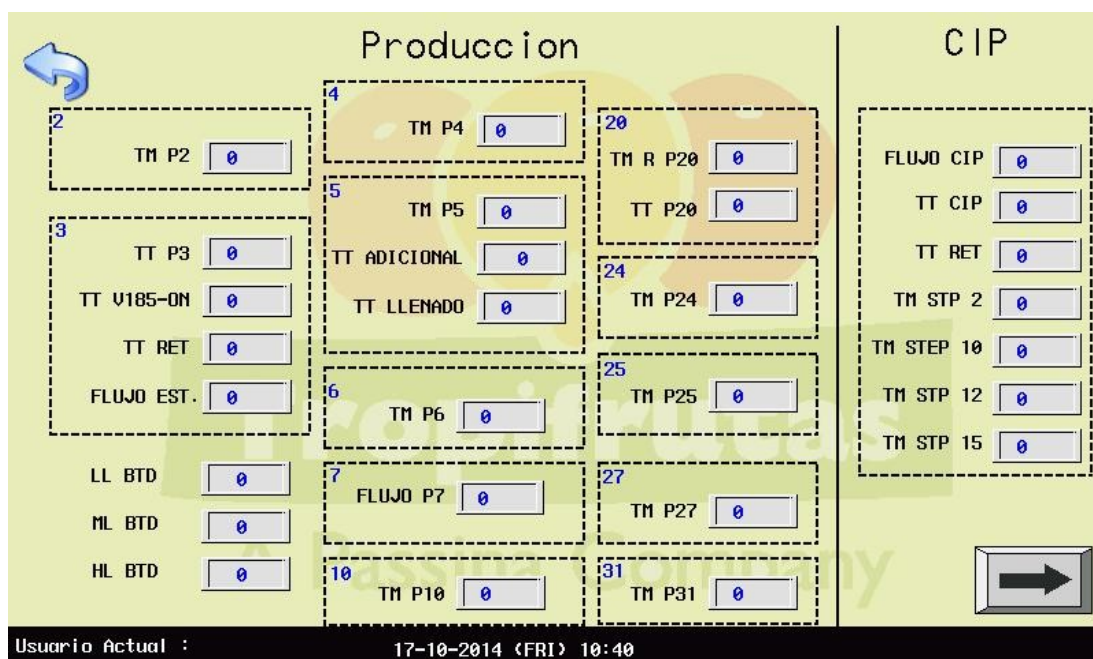 Produccion
CIP
2
TM P2 0
3
TT P3 0
TT V185-ON 0
TT RET 0
FLUJO EST. 0
LL BTD 0
ML BTD 0
HL BTD 0
4
TM P4 0
5
TM P5 0
TT ADICIONAL 0
TT LLENADO 0
6
TM P6 0
7
FLUJO P7 0
10
TM P10 0
20
TM R P20 0
TT P20 0
24
TM P24 0
25
TM P25 0
27
TM P27 0
31
TM P31 0
FLUJO CIP 0
TT CIP 0
TT RET 0
TM STP 2 0
TM STEP 10 0
TM STP 12 0
TM STP 15 0
Tropifrutas
A Passina Company
Usuario Actual :
17-10-2014 (FRI) 10:40